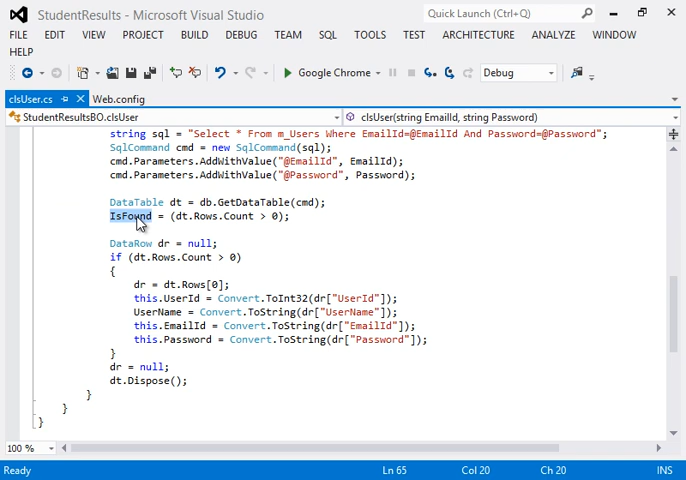 StudentResults - Microsoft Visual Studio
Quick Launch (Ctrl+Q)
FILE EDIT VIEW PROJECT BUILD DEBUG TEAM SQL TOOLS TEST ARCHITECTURE ANALYZE WINDOW
HELP
Google Chrome Debug
clsUser.cs Web.config
StudentResultsBO.clsUser clsUser(string EmailId, string Password)
string sql = "Select * From m_Users Where EmailId=@EmailId And Password=@Password";
SqlCommand cmd = new SqlCommand(sql);
cmd.Parameters.AddWithValue("@EmailId", EmailId);
cmd.Parameters.AddWithValue("@Password", Password);
DataTable dt = db.GetDataTable(cmd);
IsFound = (dt.Rows.Count > 0);
DataRow dr = null;
if (dt.Rows.Count > 0)
{
dr = dt.Rows[0];
this.UserId = Convert.ToInt32(dr["UserId"]);
UserName = Convert.ToString(dr["UserName"]);
this.EmailId = Convert.ToString(dr["EmailId"]);
this.Password = Convert.ToString(dr["Password"]);
}
dr = null;
dt.Dispose();
}
}
}
100 %
Ready Ln 65 Col 20 Ch 20 INS